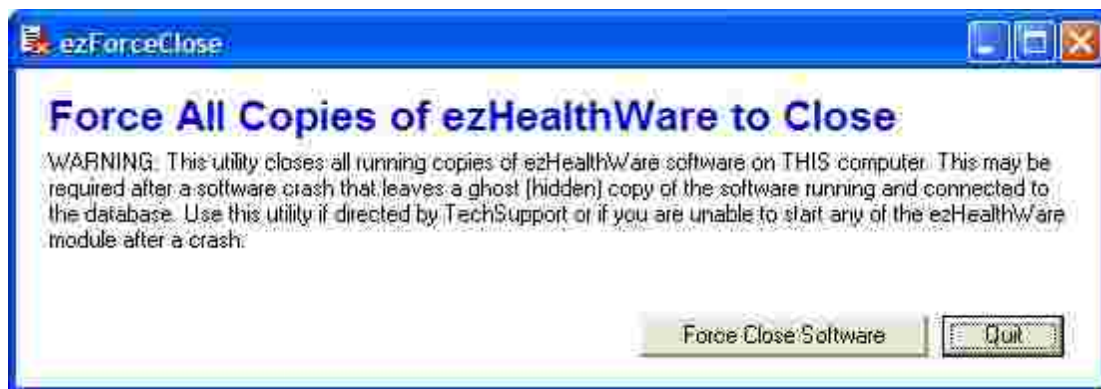 ezForceClose
Force All Copies of ezHealthWare to Close
WARNING: This utility closes all running copies of ezHealthWare software on THIS computer. This may be
required after a software crash that leaves a ghost (hidden) copy of the software running and connected to
the database. Use this utility if directed by TechSupport or if you are unable to start any of the ezHealthWare
module after a crash.
Force Close Software
Quit